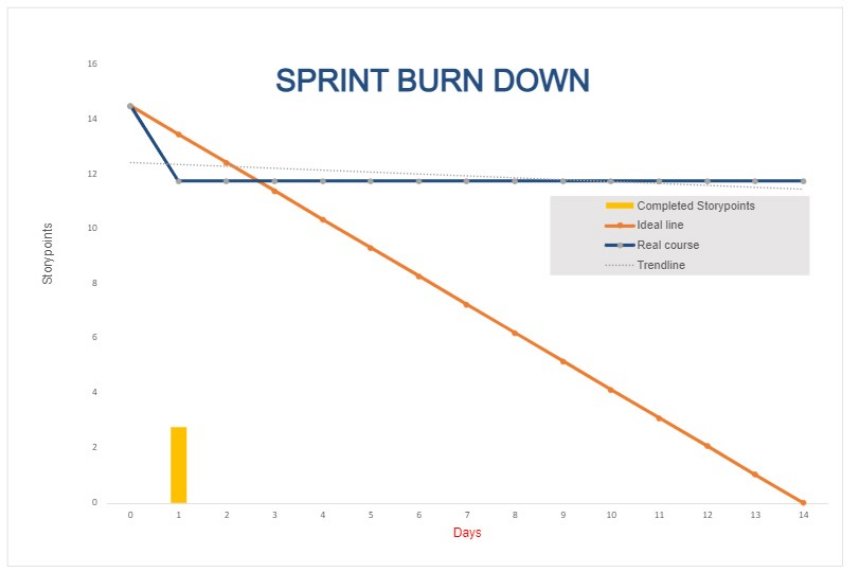 SPRINT BURN DOWN
16
14
12
10
8
6
4
2
0
Storypoints
Completed Storypoints
Ideal line
Real course
Trendline
0 1 2 3 4 5 6 7 8 9 10 11 12 13 14
Days